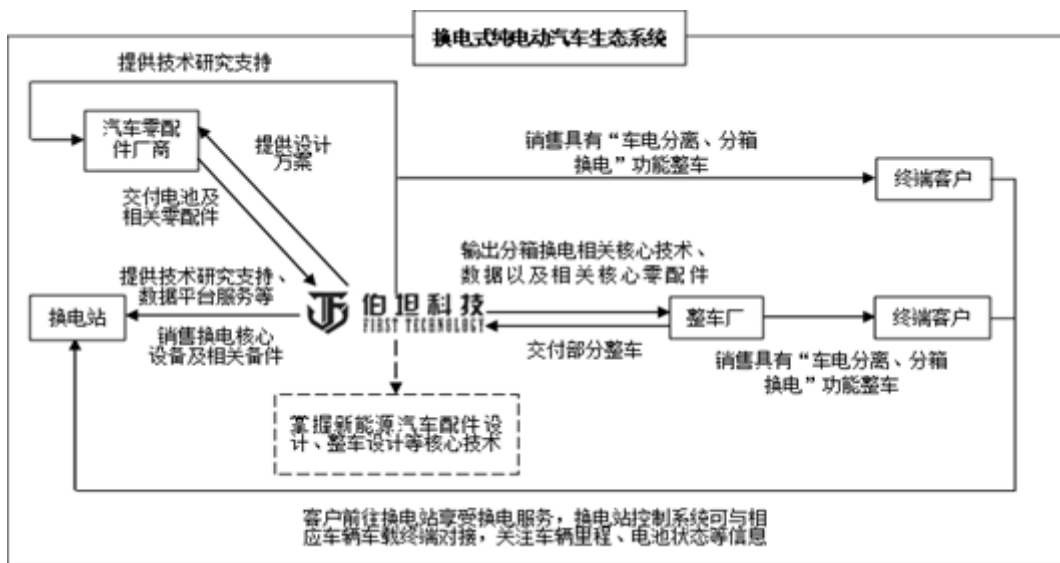 换电式纯电动汽车生态系统
提供技术研究支持
汽车零配
件厂商
提供设计
方案
销售具有“车电分离、分箱
换电”功能整车
终端客户
交付电池及
相关零配件
输出分箱换电相关核心技术、
数据以及相关核心零配件
提供技术研究支持、
数据平台服务等
换电站
伯坦科技
FIRST TECHNOLOGY
整车厂
终端客户
销售换电核心
设备及相关备件
交付部分整车
销售具有“车电分离、分箱
换电”功能整车
掌握新能源汽车配件设
计、整车设计等核心技术
客户前往换电站享受换电服务，换电站控制系统可与相
应车辆车载终端对接，关注车辆里程、电池状态等信息